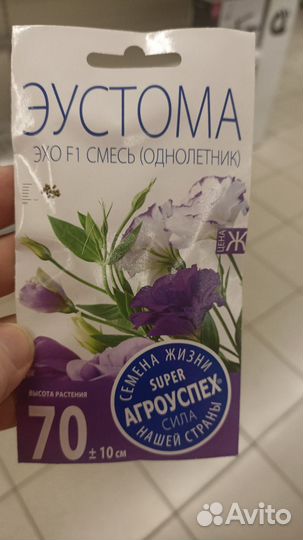 ЭУСТОМА
ЭХО F1 СМЕСЬ (ОДНОЛЕТНИК)
ЦЕНА
Ж
СЕМЕНА ЖИЗНИ
SUPER
АГРОУСПЕХ
СИЛА
НАШЕЙ СТРАНЫ
ВЫСОТА РАСТЕНИЯ
70 ± 10 см
Avito